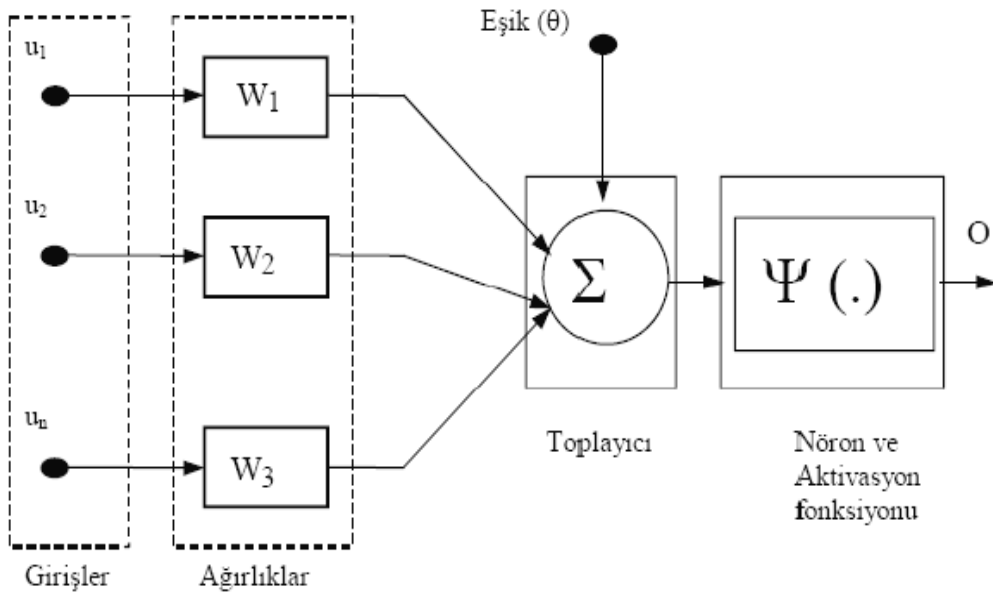 Eşik (θ)
u1
W1
u2
W2
Σ
Ψ (.)
O
un
W3
Toplayıcı
Nöron ve
Aktivasyon
fonksiyonu
Girişler
Ağırlıklar